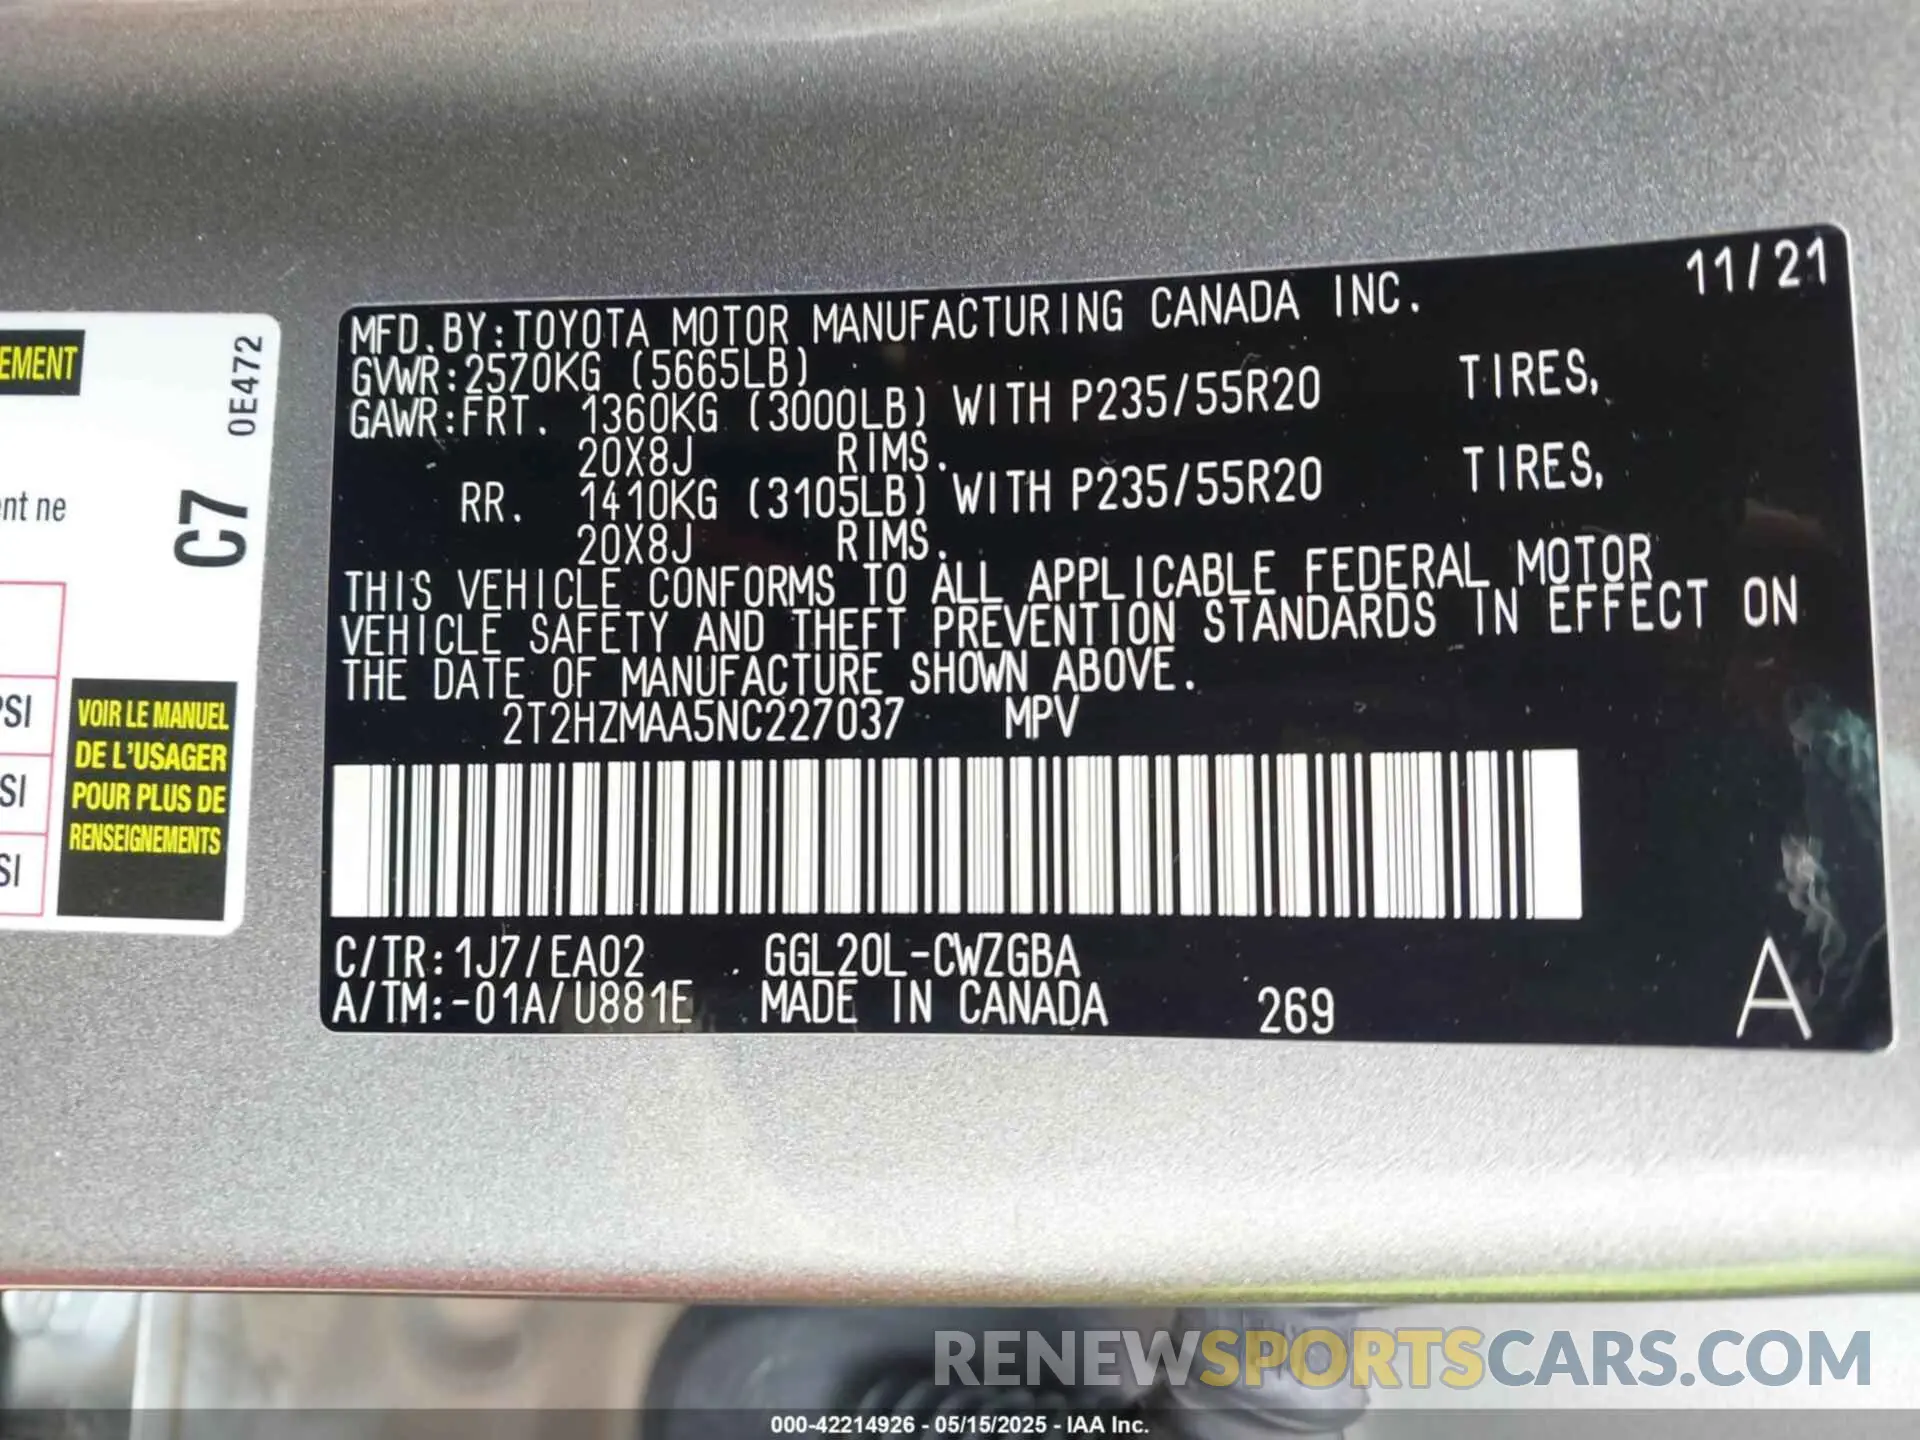 EMENT
0E472
C7
nt ne
PSI
SI
SI
VOIR LE MANUEL
DE L'USAGER
POUR PLUS DE
RENSEIGNEMENTS
11/21
MFD.BY:TOYOTA MOTOR MANUFACTURING CANADA INC.
GVWR:2570KG (5665LB)
GAWR:FRT. 1360KG (3000LB) WITH P235/55R20 TIRES,
20X8J RIMS.
RR. 1410KG (3105LB) WITH P235/55R20 TIRES,
20X8J RIMS.
THIS VEHICLE CONFORMS TO ALL APPLICABLE FEDERAL MOTOR
VEHICLE SAFETY AND THEFT PREVENTION STANDARDS IN EFFECT ON
THE DATE OF MANUFACTURE SHOWN ABOVE.
2T2HZMAA5NC227037 MPV
C/TR:1J7/EA02 GGL20L-CWZGBA
A/TM:-01A/U881E MADE IN CANADA 269 A
RENEWSPORTSCARS.COM
000-42214926 - 05/15/2025 - IAA Inc.